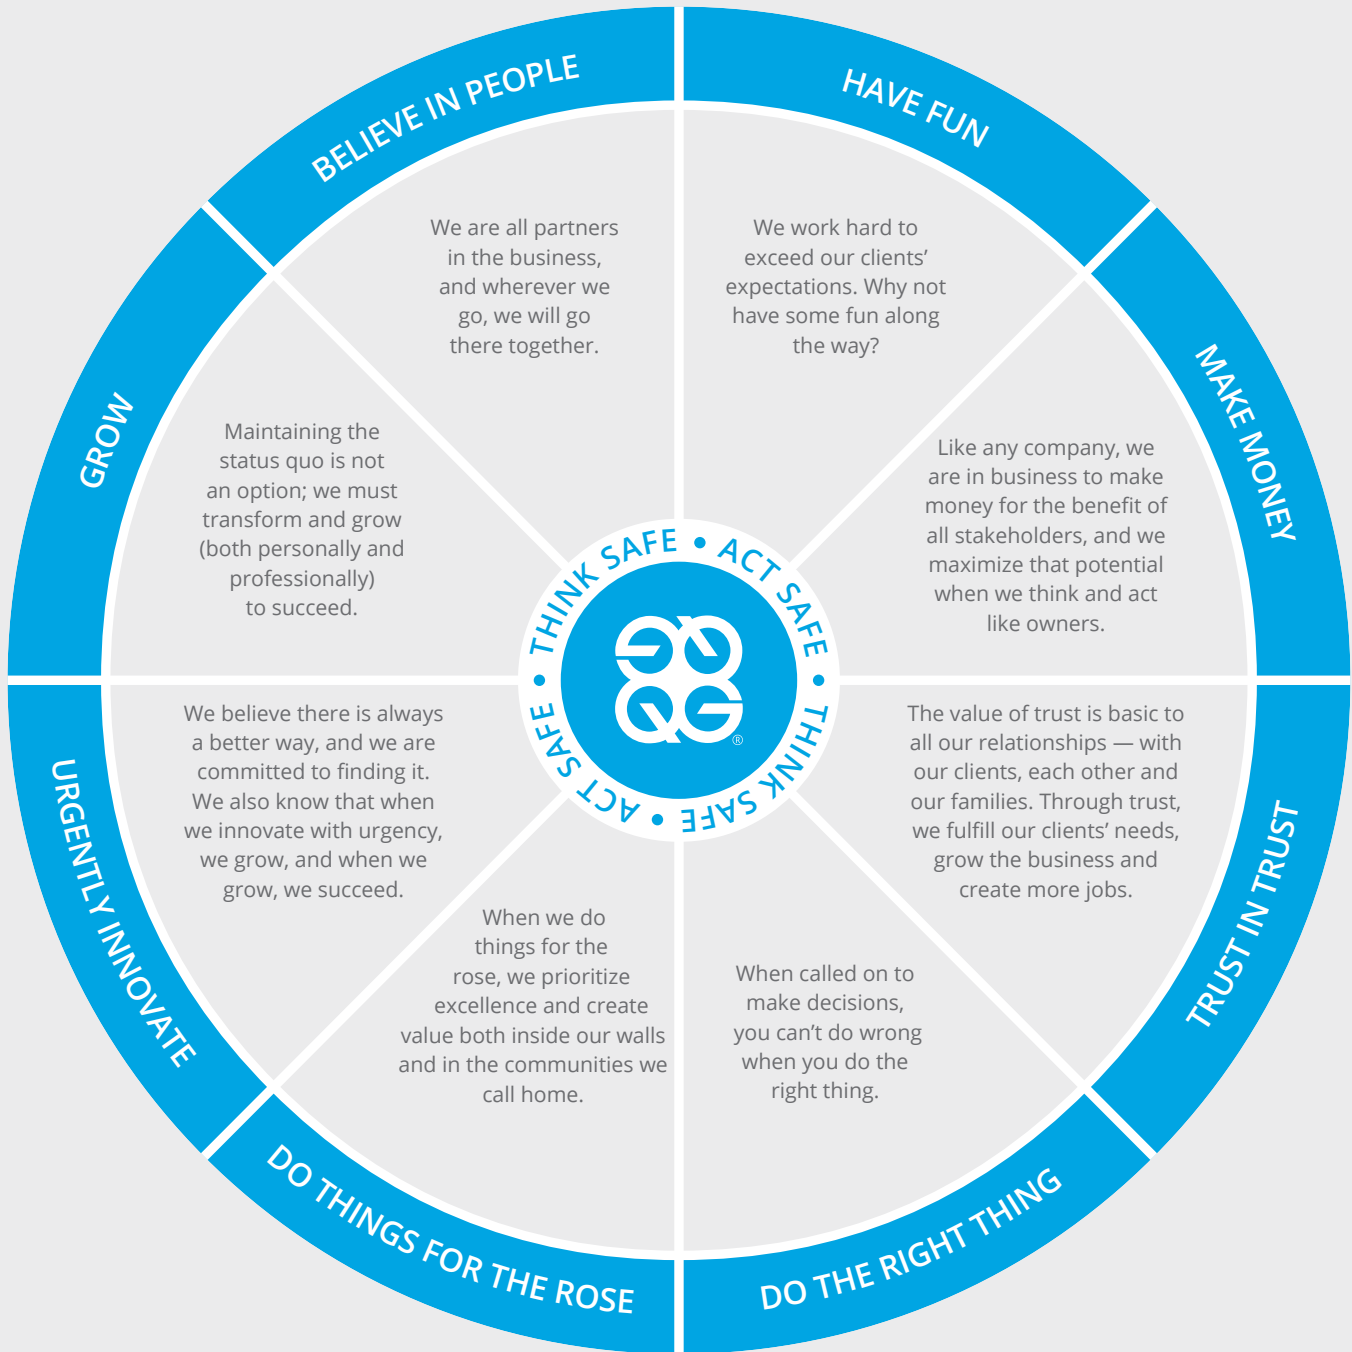 BELIEVE IN PEOPLE
We are all partners
in the business,
and wherever we
go, we will go
there together.
HAVE FUN
We work hard to
exceed our clients’
expectations. Why not
have some fun along
the way?
MAKE MONEY
Like any company, we
are in business to make
money for the benefit of
all stakeholders, and we
maximize that potential
when we think and act
like owners.
TRUST IN TRUST
The value of trust is basic to
all our relationships — with
our clients, each other and
our families. Through trust,
we fulfill our clients’ needs,
grow the business and
create more jobs.
DO THE RIGHT THING
When called on to
make decisions,
you can’t do wrong
when you do the
right thing.
DO THINGS FOR THE ROSE
When we do
things for the
rose, we prioritize
excellence and create
value both inside our walls
and in the communities we
call home.
URGENTLY INNOVATE
We believe there is always
a better way, and we are
committed to finding it.
We also know that when
we innovate with urgency,
we grow, and when we
grow, we succeed.
GROW
Maintaining the
status quo is not
an option; we must
transform and grow
(both personally and
professionally)
to succeed.
THINK SAFE • ACT SAFE • THINK SAFE • ACT SAFE •
®